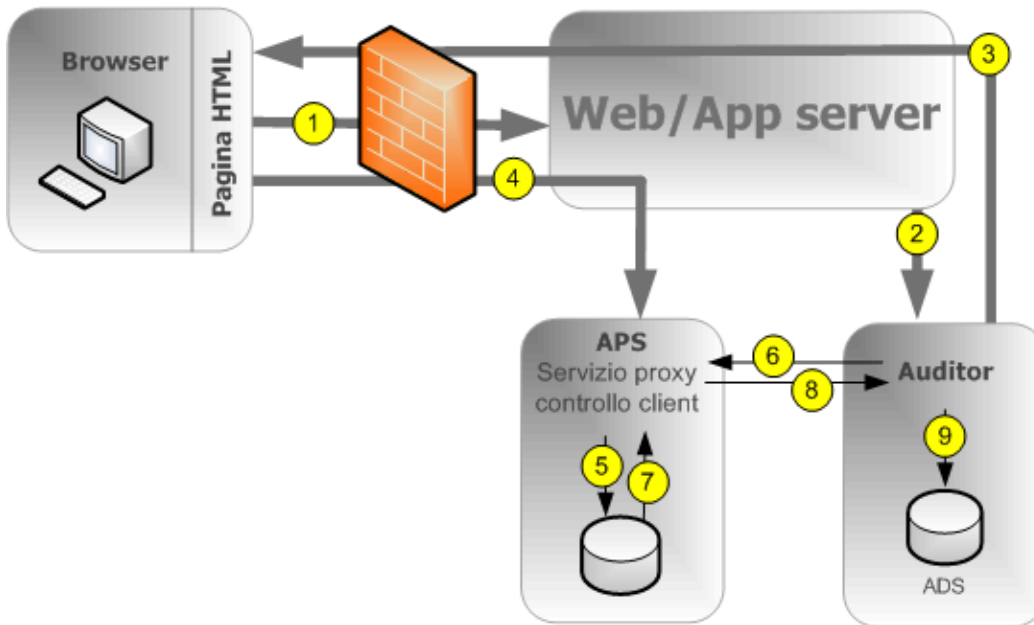 Browser
Pagina HTML
1
3
Web/App server
4
2
APS
Servizio proxy
controllo client
6
8
Auditor
5
7
9
ADS